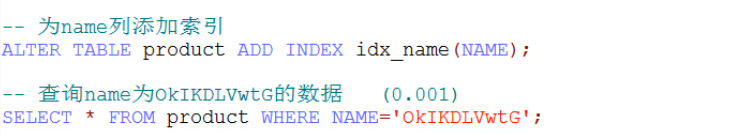 -- 为name列添加索引
ALTER TABLE product ADD INDEX idx_name(NAME);
-- 查询name为OkIKDLVwtG的数据 (0.001)
SELECT * FROM product WHERE NAME='OkIKDLVwtG';